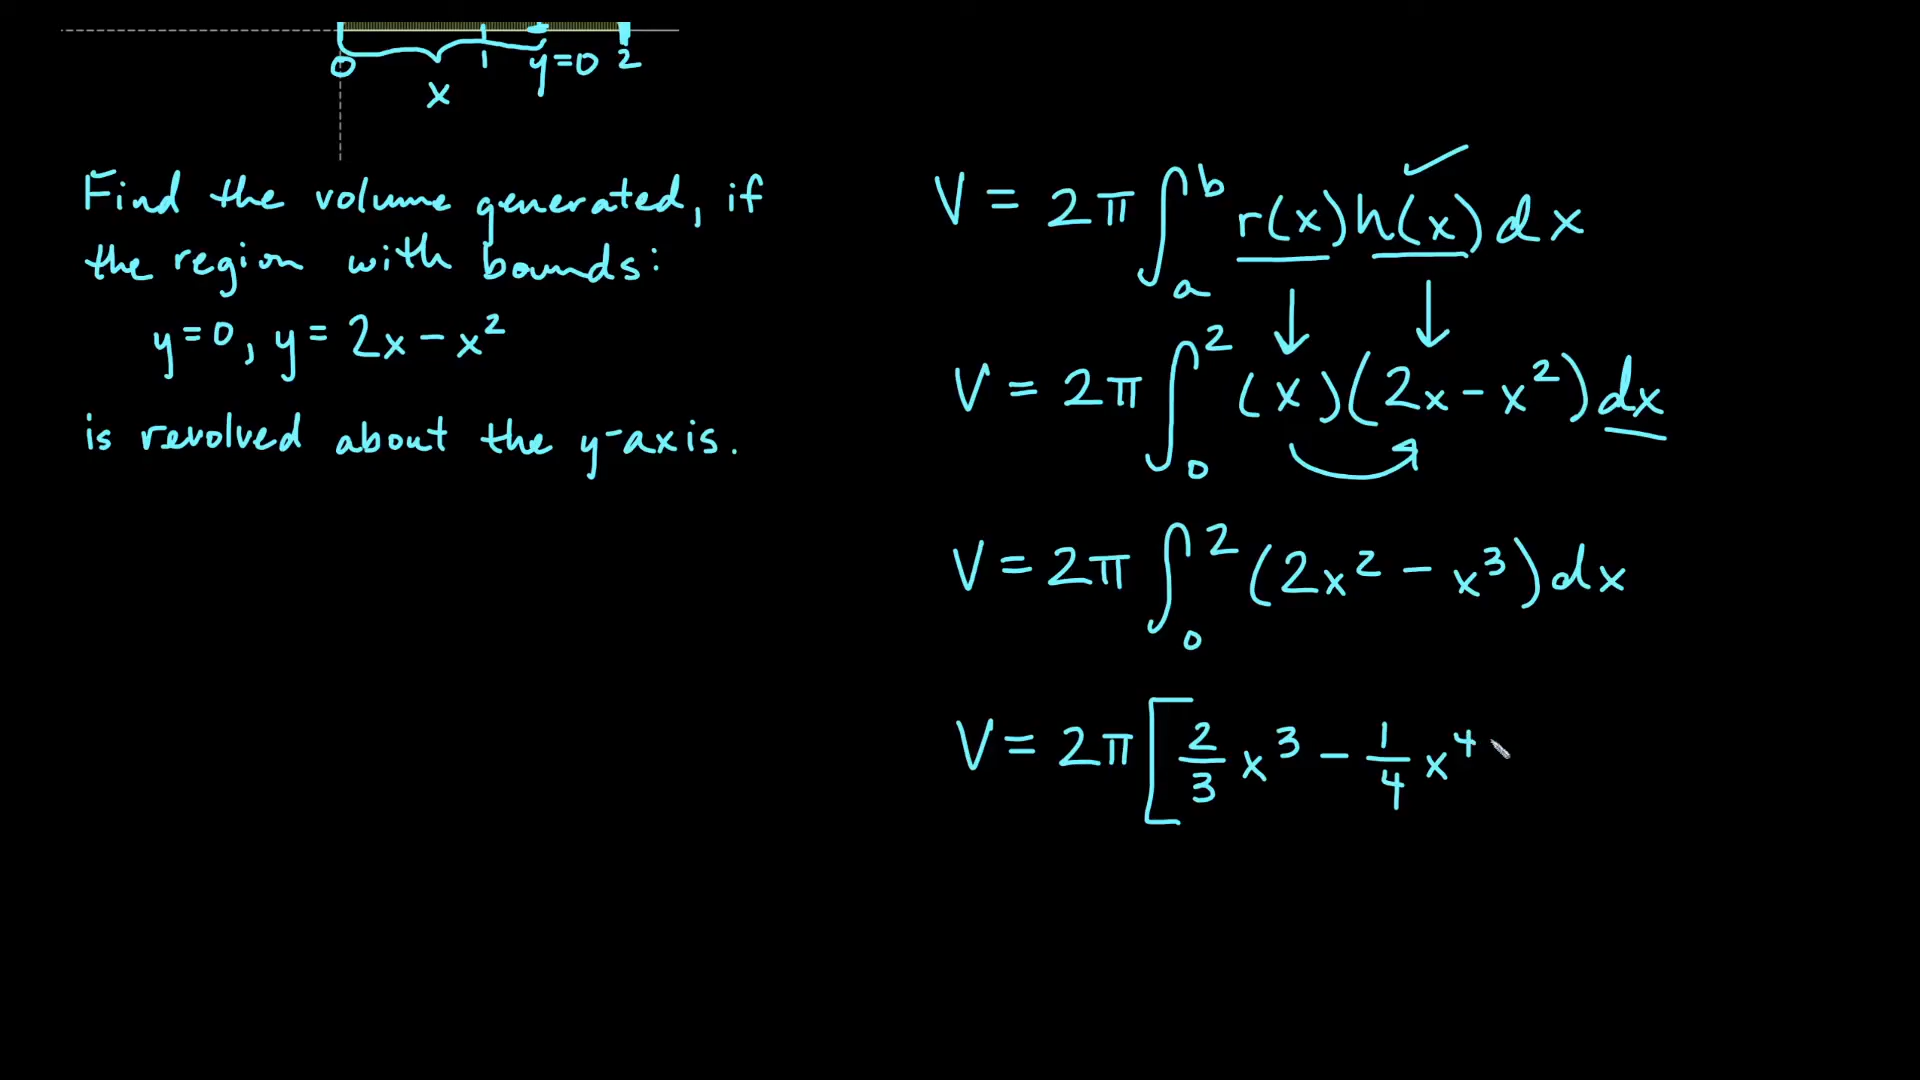 0 1 y=0 2
x
Find the volume generated, if
the region with bounds:
y=0, y=2x-x²
is revolved about the y-axis.
V = 2π ∫ₐᵇ r(x)h(x)dx
V = 2π ∫₀² (x)(2x-x²)dx
V = 2π ∫₀² (2x² - x³)dx
V = 2π [ 2/3 x³ - 1/4 x⁴